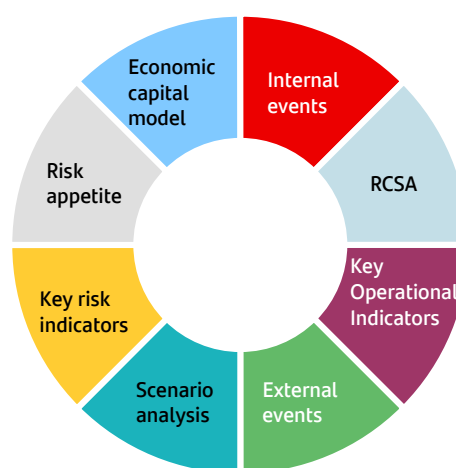 Economic
capital
model
Internal
events
RCSA
Key
Operational
Indicators
External
events
Scenario
analysis
Key risk
indicators
Risk
appetite